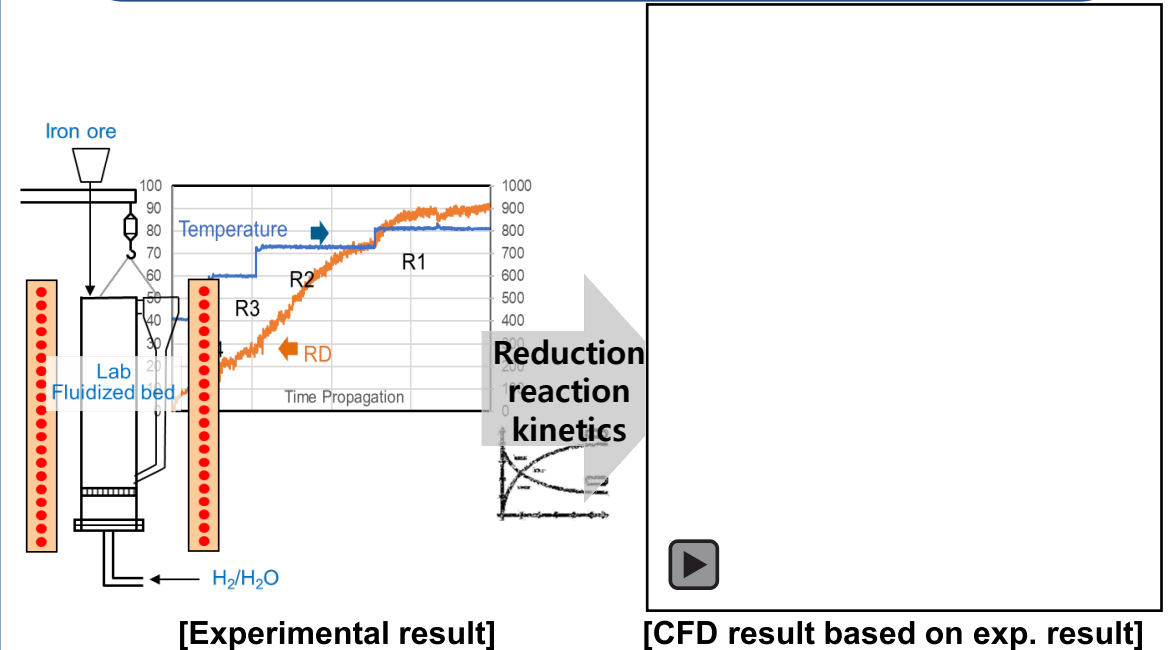 Iron ore
100
90
80
70
60
50
40
30
20
0
1000
900
800
700
600
500
400
300
200
100
0
Temperature
R1
R2
R3
4
RD
Time Propagation
Lab
Fluidized bed
H₂/H₂O
Reduction
reaction
kinetics
[Experimental result]
[CFD result based on exp. result]